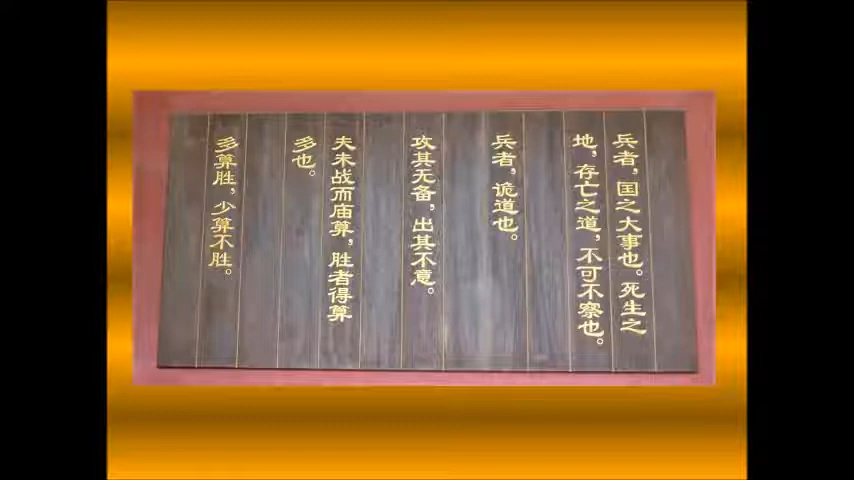 兵者，国之大事也。死生之
地，存亡之道，不可不察也。
兵者，诡道也。
攻其无备，出其不意。
夫未战而庙算，胜者得算
多也。
多算胜，少算不胜。